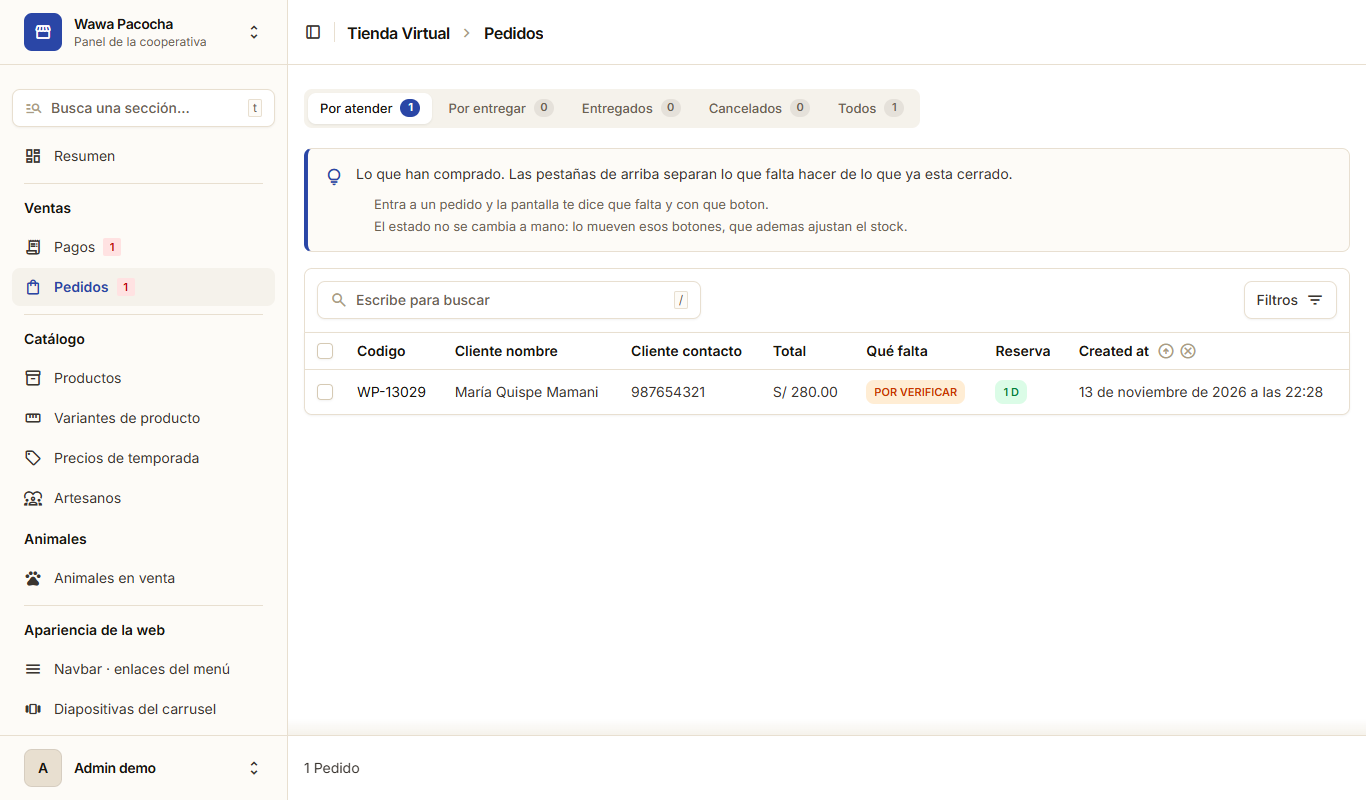 Wawa Pacocha
Panel de la cooperativa
Busca una sección... t
Resumen
Ventas
Pagos 1
Pedidos 1
Catálogo
Productos
Variantes de producto
Precios de temporada
Artesanos
Animales
Animales en venta
Apariencia de la web
Navbar · enlaces del menú
Diapositivas del carrusel
A Admin demo
Tienda Virtual > Pedidos
Por atender 1 Por entregar 0 Entregados 0 Cancelados 0 Todos 1
Lo que han comprado. Las pestañas de arriba separan lo que falta hacer de lo que ya esta cerrado.
Entra a un pedido y la pantalla te dice que falta y con que boton.
El estado no se cambia a mano: lo mueven esos botones, que ademas ajustan el stock.
Escribe para buscar / Filtros
Codigo Cliente nombre Cliente contacto Total Qué falta Reserva Created at
WP-13029 María Quispe Mamani 987654321 S/ 280.00 POR VERIFICAR 1 D 13 de noviembre de 2026 a las 22:28
1 Pedido